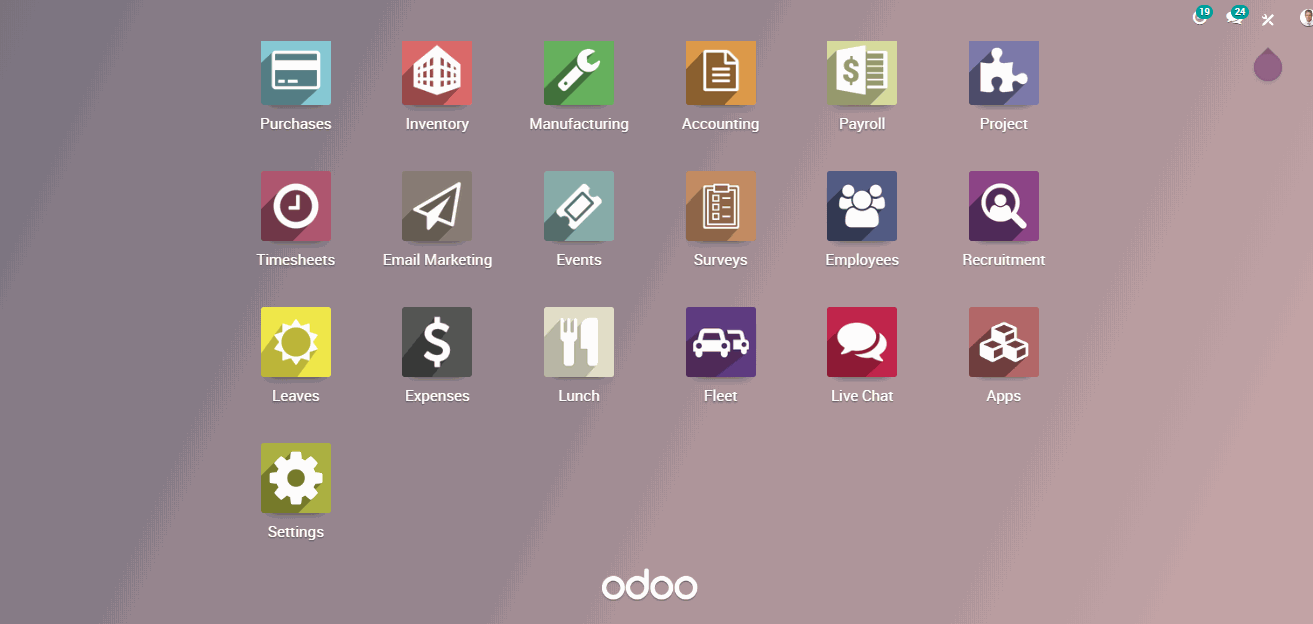 19 24
Purchases Inventory Manufacturing Accounting Payroll Project
Timesheets Email Marketing Events Surveys Employees Recruitment
Leaves Expenses Lunch Fleet Live Chat Apps
Settings
odoo